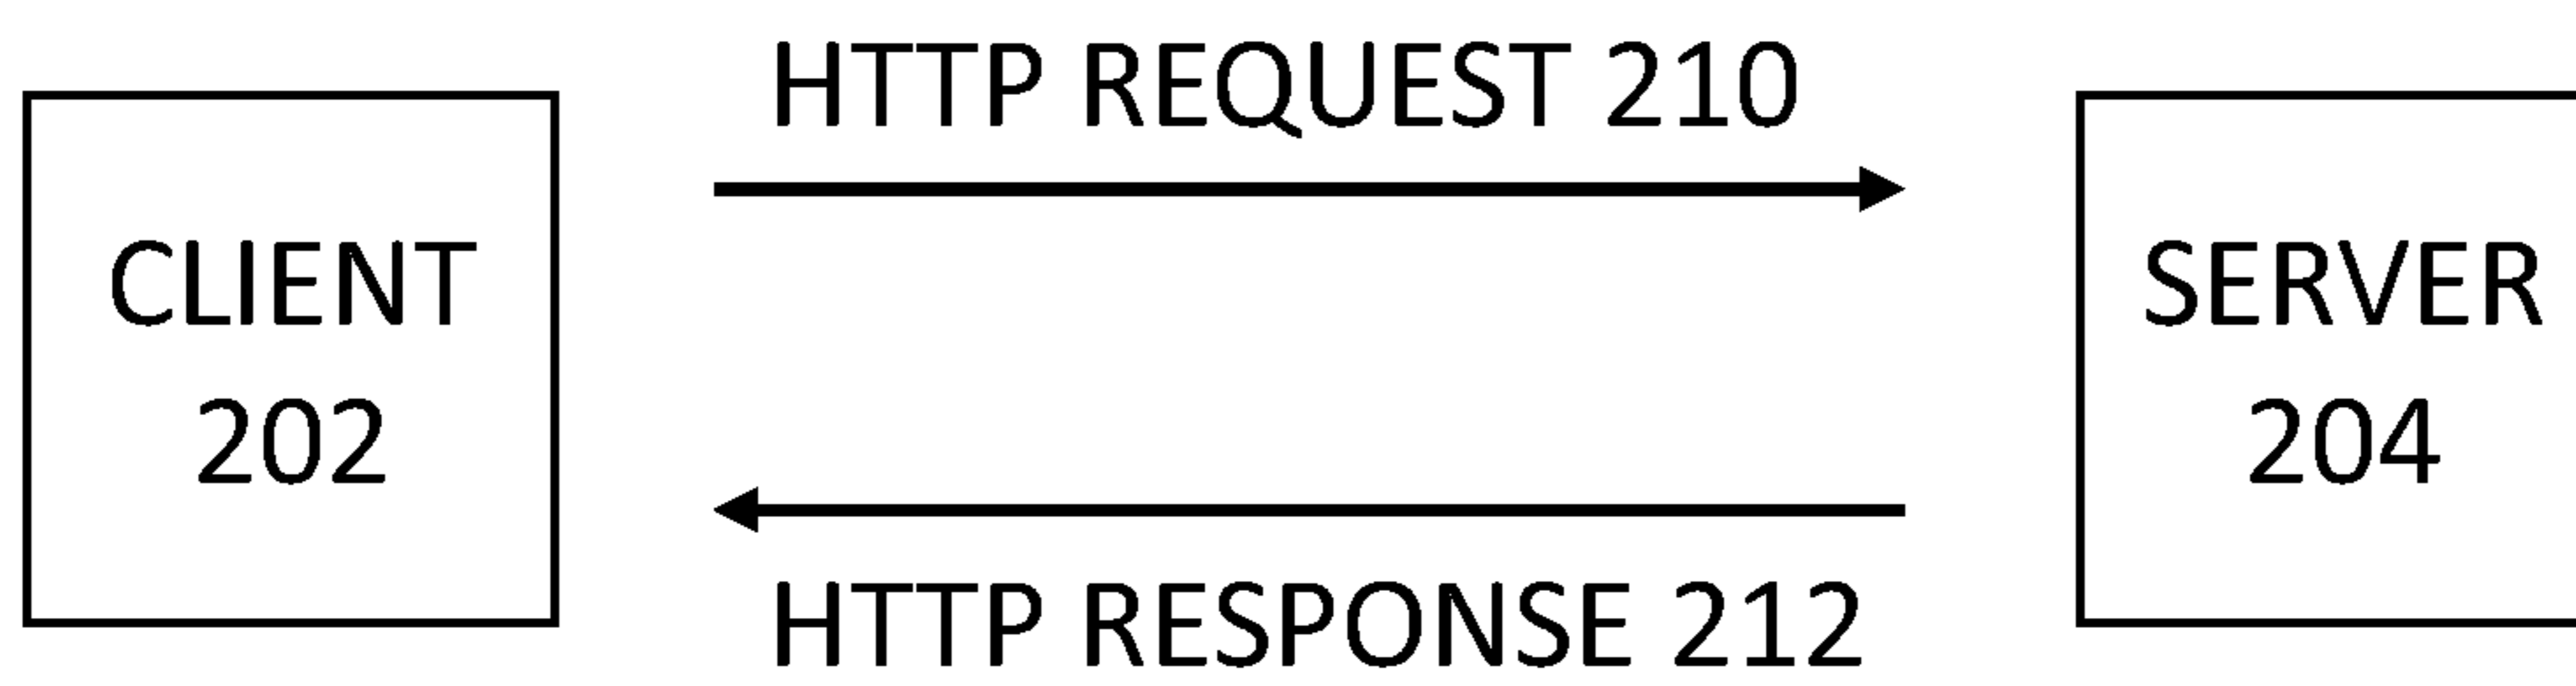 HTTP REQUEST 210
CLIENT
202
SERVER
204
HTTP RESPONSE 212